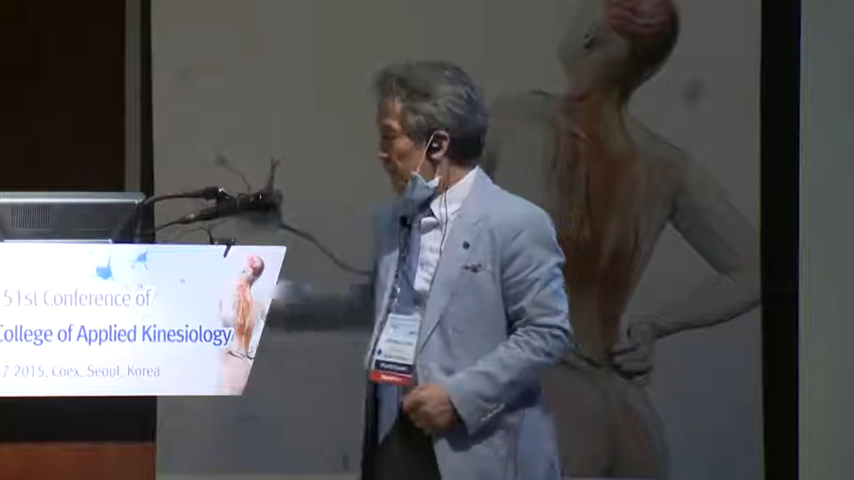 51st Conference of
College of Applied Kinesiology
7 2015, Coex, Seoul, Korea